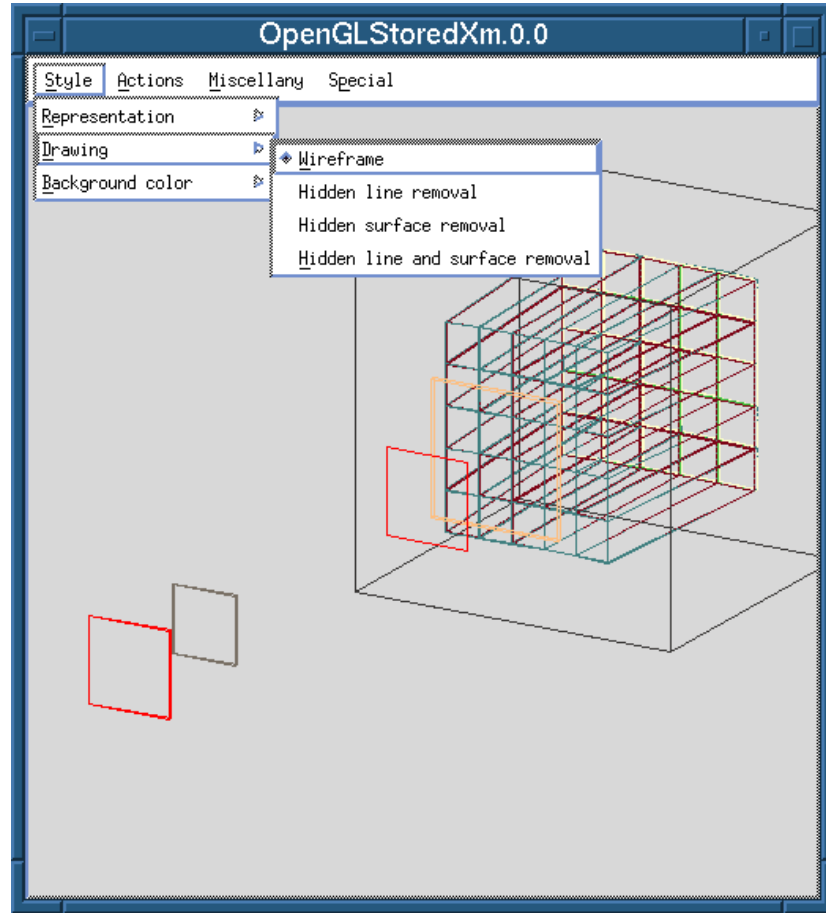 OpenGLStoredXm.0.0
Style Actions Miscellany Special
Representation
Drawing
Background color
Wireframe
Hidden line removal
Hidden surface removal
Hidden line and surface removal